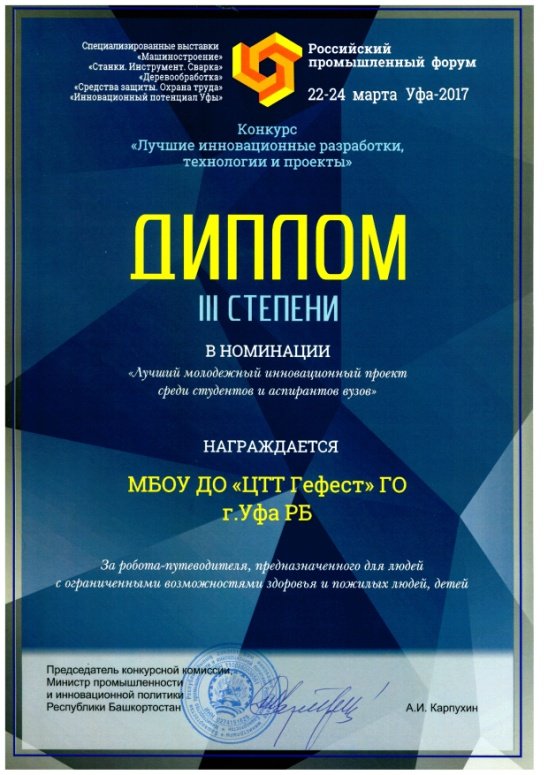 Специализированные выставки
«Машиностроение»
«Станки. Инструмент. Сварка»
«Деревообработка»
«Средства защиты. Охрана труда»
«Инновационный потенциал Уфы»
Российский
промышленный форум
22-24 марта Уфа-2017
Конкурс
«Лучшие инновационные разработки,
технологии и проекты»
ДИПЛОМ
III СТЕПЕНИ
В НОМИНАЦИИ
«Лучший молодежный инновационный проект
среди студентов и аспирантов вузов»
НАГРАЖДАЕТСЯ
МБОУ ДО «ЦТТ Гефест» ГО
г.Уфа РБ
За робота-путеводителя, предназначенного для людей
с ограниченными возможностями здоровья и пожилых людей, детей
Председатель конкурсной комиссии,
Министр промышленности
и инновационной политики
Республики Башкортостан
А.И. Карпухин